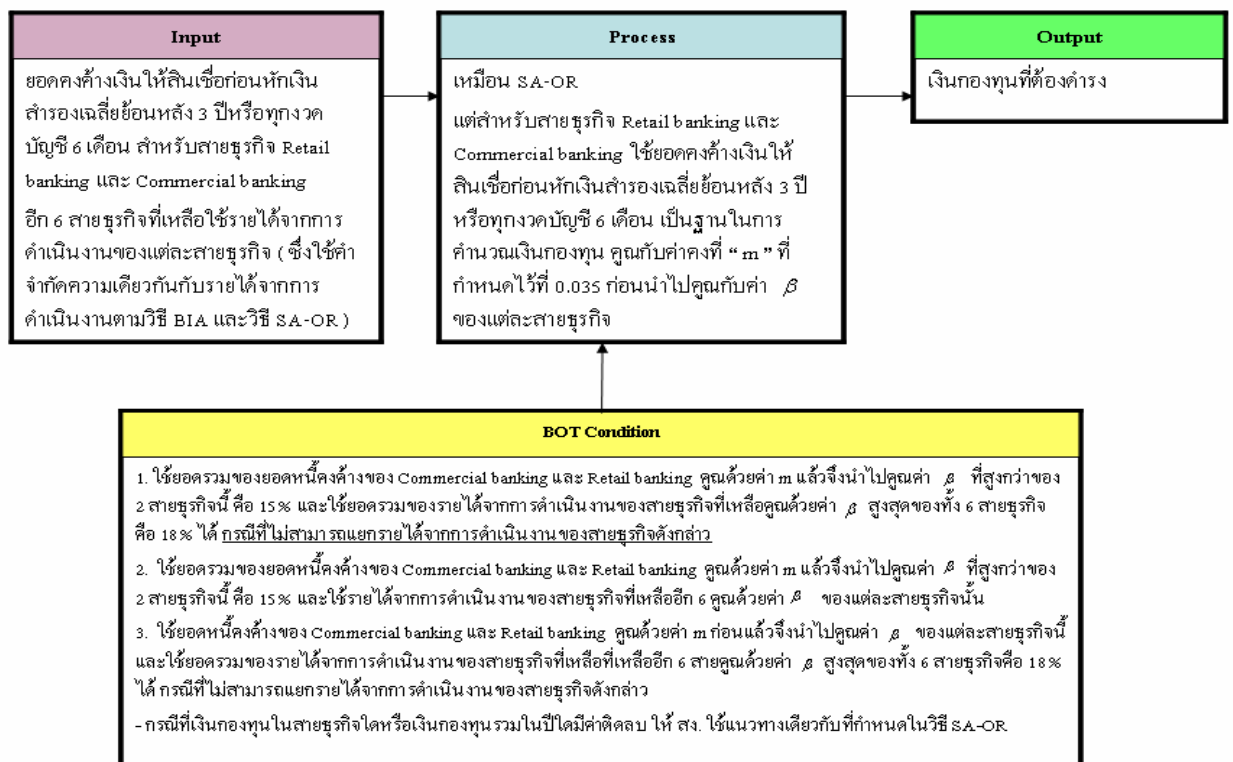 Input
ยอดคงค้างเงินให้สินเชื่อก่อนหักเงิน
สำรองเฉลี่ยย้อนหลัง 3 ปีหรือทุกงวด
บัญชี 6 เดือน สำหรับสายธุรกิจ Retail
banking และ Commercial banking
อีก 6 สายธุรกิจที่เหลือใช้รายได้จากการ
ดำเนินงานของแต่ละสายธุรกิจ ( ซึ่งใช้คำ
จำกัดความเดียวกันกับรายได้จากการ
ดำเนินงานตามวิธี BIA และวิธี SA-OR )
Process
เหมือน SA-OR
แต่สำหรับสายธุรกิจ Retail banking และ
Commercial banking ใช้ยอดคงค้างเงินให้
สินเชื่อก่อนหักเงินสำรองเฉลี่ยย้อนหลัง 3 ปี
หรือทุกงวดบัญชี 6 เดือน เป็นฐานในการ
คำนวณเงินกองทุน คูณกับค่าคงที่ “ m ” ที่
กำหนดไว้ที่ 0.035 ก่อนนำไปคูณกับค่า β
ของแต่ละสายธุรกิจ
Output
เงินกองทุนที่ต้องดำรง
BOT Condition
1. ใช้ยอดรวมของยอดหนี้คงค้างของ Commercial banking และ Retail banking คูณด้วยค่า m แล้วจึงนำไปคูณค่า β ที่สูงกว่าของ
2 สายธุรกิจนี้ คือ 15% และใช้ยอดรวมของรายได้จากการดำเนินงานของสายธุรกิจที่เหลือคูณด้วยค่า β สูงสุดของทั้ง 6 สายธุรกิจ
คือ 18% ได้ กรณีที่ไม่สามารถแยกรายได้จากการดำเนินงานของสายธุรกิจดังกล่าว
2. ใช้ยอดรวมของยอดหนี้คงค้างของ Commercial banking และ Retail banking คูณด้วยค่า m แล้วจึงนำไปคูณค่า β ที่สูงกว่าของ
2 สายธุรกิจนี้ คือ 15% และใช้รายได้จากการดำเนินงานของสายธุรกิจที่เหลืออีก 6 คูณด้วยค่า β ของแต่ละสายธุรกิจนั้น
3. ใช้ยอดหนี้คงค้างของ Commercial banking และ Retail banking คูณด้วยค่า m ก่อนแล้วจึงนำไปคูณค่า β ของแต่ละสายธุรกิจนี้
และใช้ยอดรวมของรายได้จากการดำเนินงานของสายธุรกิจที่เหลือที่เหลืออีก 6 สายคูณด้วยค่า β สูงสุดของทั้ง 6 สายธุรกิจคือ 18%
ได้ กรณีที่ไม่สามารถแยกรายได้จากการดำเนินงานของสายธุรกิจดังกล่าว
- กรณีที่เงินกองทุนในสายธุรกิจใดหรือเงินกองทุนรวมในปีใดมีค่าติดลบ ให้ สง. ใช้แนวทางเดียวกับที่กำหนดในวิธี SA-OR